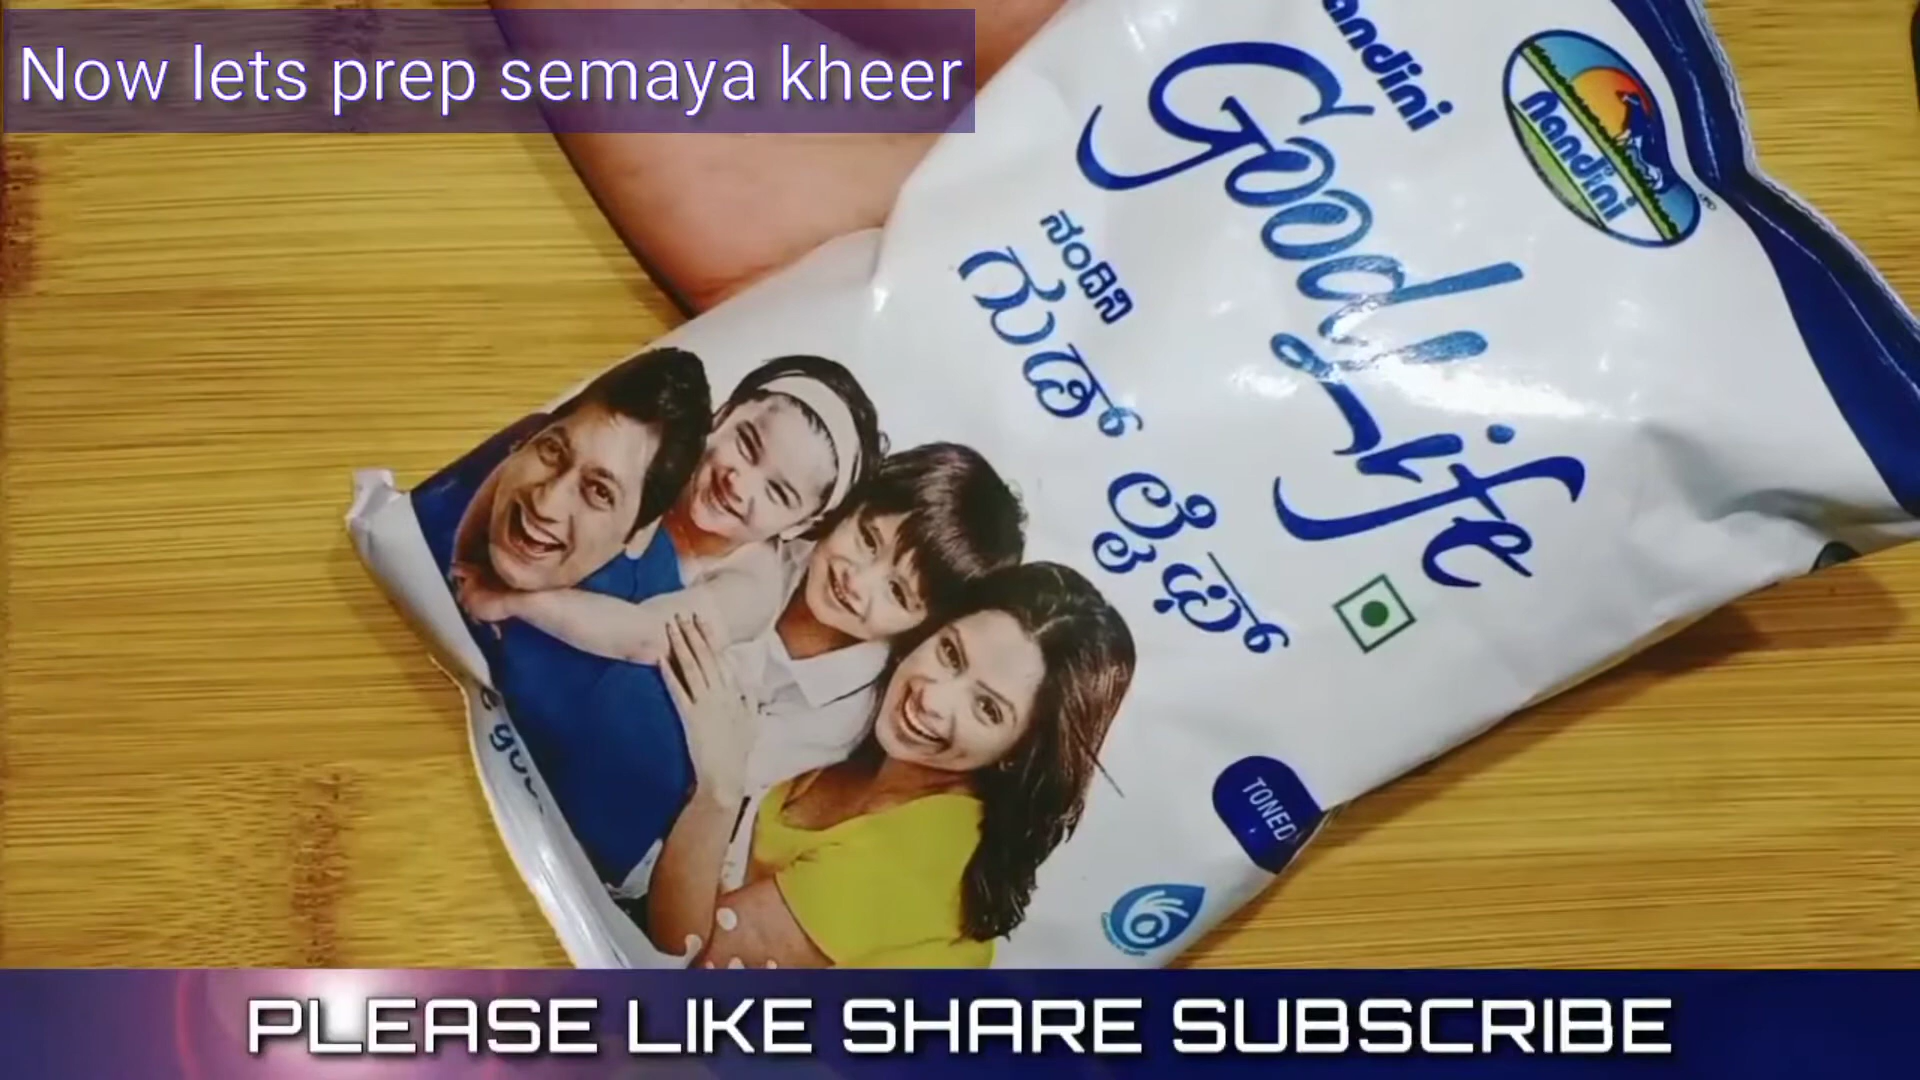 Now lets prep semaya kheer
nandini
GoodLife
nandini
ನಂದಿನಿ
ಗುಡ್ ಲೈಫ್
TONED
PLEASE LIKE SHARE SUBSCRIBE